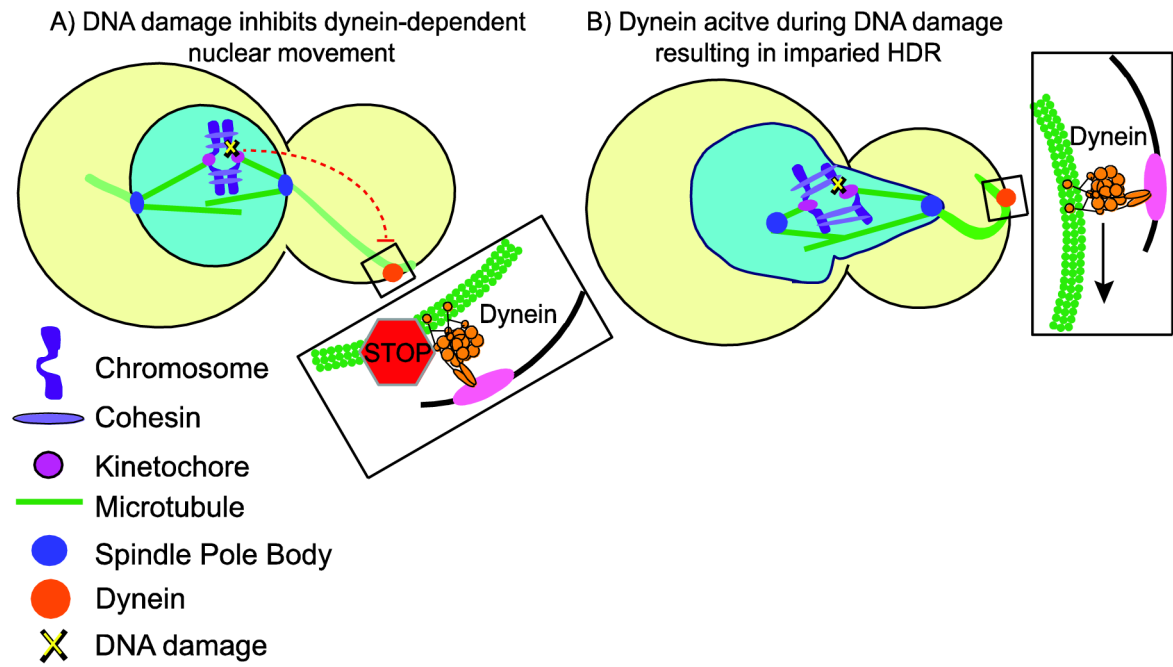 A) DNA damage inhibits dynein-dependent
nuclear movement
B) Dynein acitve during DNA damage
resulting in imparied HDR
Dynein
Dynein
STOP
Chromosome
Cohesin
Kinetochore
Microtubule
Spindle Pole Body
Dynein
DNA damage